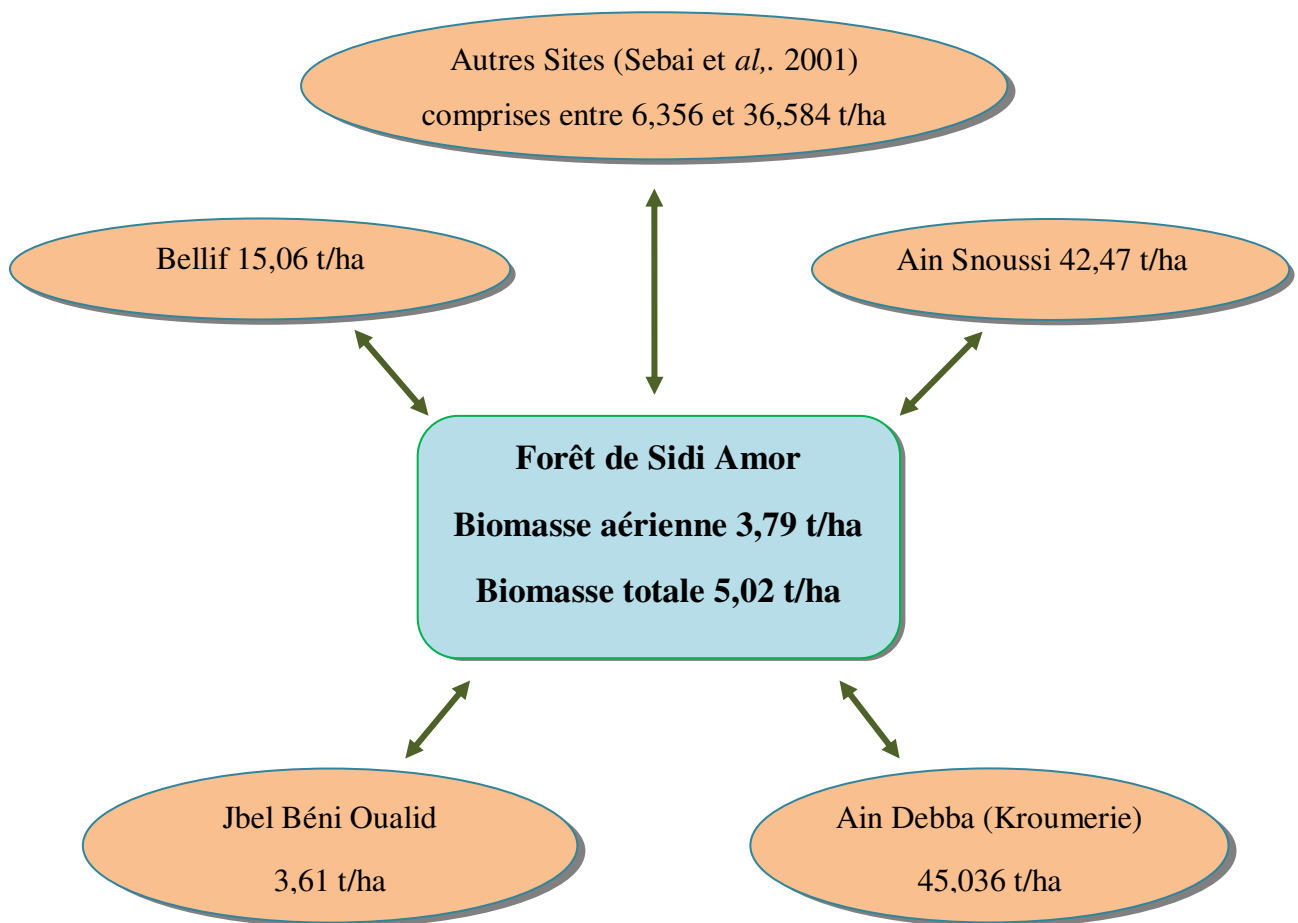 Autres Sites (Sebai et al,. 2001)
comprises entre 6,356 et 36,584 t/ha
Bellif 15,06 t/ha
Ain Snoussi 42,47 t/ha
Forêt de Sidi Amor
Biomasse aérienne 3,79 t/ha
Biomasse totale 5,02 t/ha
Jbel Béni Oualid
3,61 t/ha
Ain Debba (Kroumerie)
45,036 t/ha